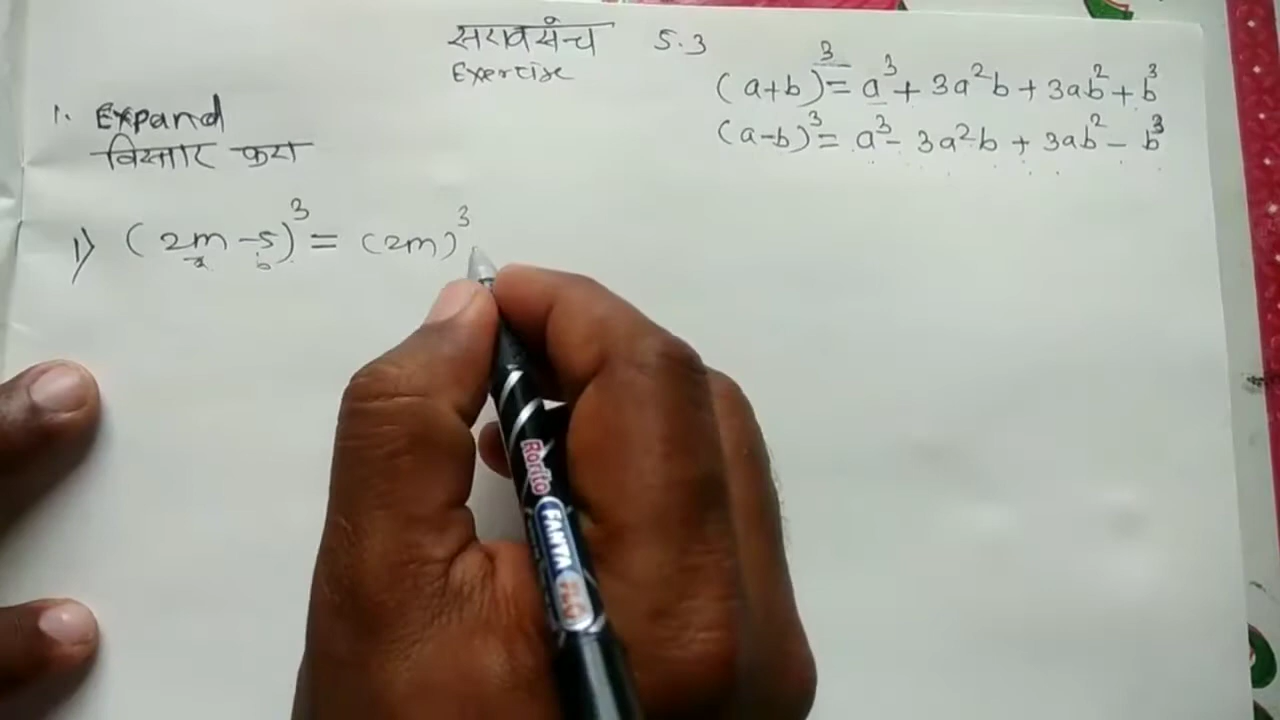 सरावसंच 5.3
Exercise
(a+b)³ = a³ + 3a²b + 3ab² + b³
(a-b)³ = a³ - 3a²b + 3ab² - b³
1. Expand
विस्तार करा
1) (2m - 5)³ = (2m)³
a b
Rorito
FANTA